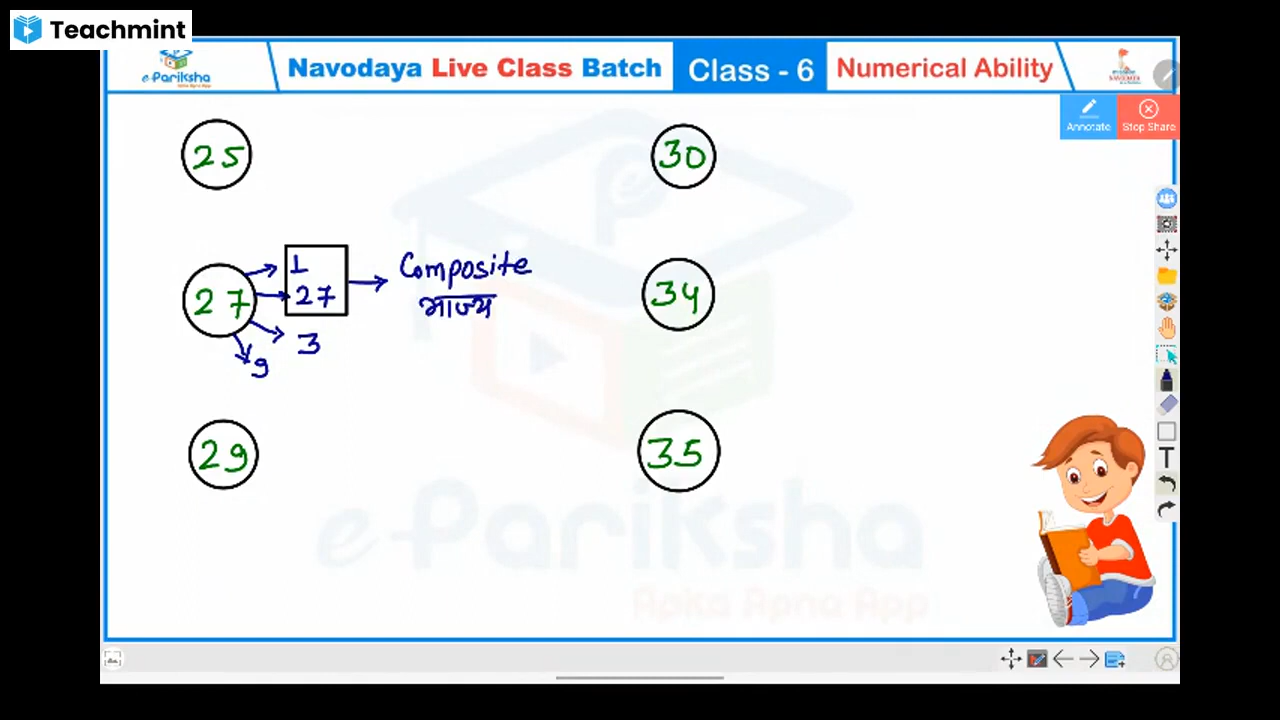 Teachmint
e-Pariksha
Navodaya Live Class Batch
Class - 6
Numerical Ability
Annotate
Stop Share
25
30
27
1
27
3
9
Composite
भाज्य
34
29
35
e-Pariksha
Apka Apna App
T